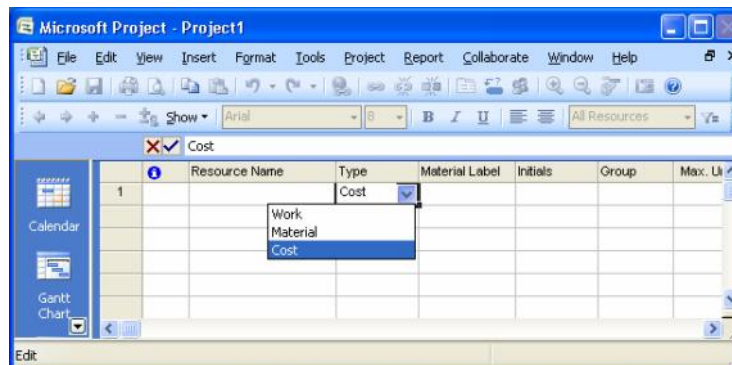 Microsoft Project - Project1
File Edit View Insert Format Tools Project Report Collaborate Window Help
Show Arial 8 B I U All Resources
Cost
Resource Name Type Material Label Initials Group Max.
1 Cost
Work
Material
Cost
Calendar
Gantt
Chart
Edit